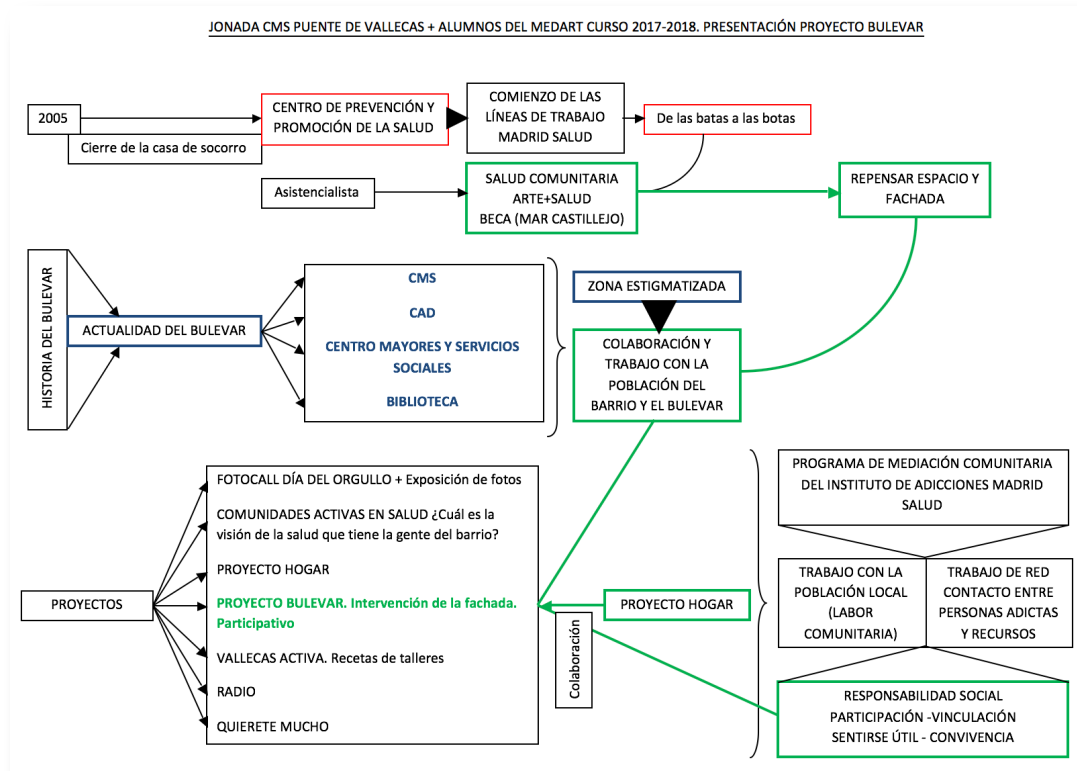 JONADA CMS PUENTE DE VALLECAS + ALUMNOS DEL MEDART CURSO 2017-2018. PRESENTACIÓN PROYECTO BULEVAR
2005
Cierre de la casa de socorro
CENTRO DE PREVENCIÓN Y
PROMOCIÓN DE LA SALUD
COMIENZO DE LAS
LÍNEAS DE TRABAJO
MADRID SALUD
De las batas a las botas
Asistencialista
SALUD COMUNITARIA
ARTE+SALUD
BECA (MAR CASTILLEJO)
REPENSAR ESPACIO Y
FACHADA
HISTORIA DEL BULEVAR
ACTUALIDAD DEL BULEVAR
CMS
CAD
CENTRO MAYORES Y SERVICIOS
SOCIALES
BIBLIOTECA
ZONA ESTIGMATIZADA
COLABORACIÓN Y
TRABAJO CON LA
POBLACIÓN DEL
BARRIO Y EL BULEVAR
PROYECTOS
FOTOCALL DÍA DEL ORGULLO + Exposición de fotos
COMUNIDADES ACTIVAS EN SALUD ¿Cuál es la
visión de la salud que tiene la gente del barrio?
PROYECTO HOGAR
PROYECTO BULEVAR. Intervención de la fachada.
Participativo
VALLECAS ACTIVA. Recetas de talleres
RADIO
QUIERETE MUCHO
Colaboración
PROYECTO HOGAR
PROGRAMA DE MEDIACIÓN COMUNITARIA
DEL INSTITUTO DE ADICCIONES MADRID
SALUD
TRABAJO CON LA
POBLACIÓN LOCAL
(LABOR
COMUNITARIA)
TRABAJO DE RED
CONTACTO ENTRE
PERSONAS ADICTAS
Y RECURSOS
RESPONSABILIDAD SOCIAL
PARTICIPACIÓN -VINCULACIÓN
SENTIRSE ÚTIL - CONVIVENCIA